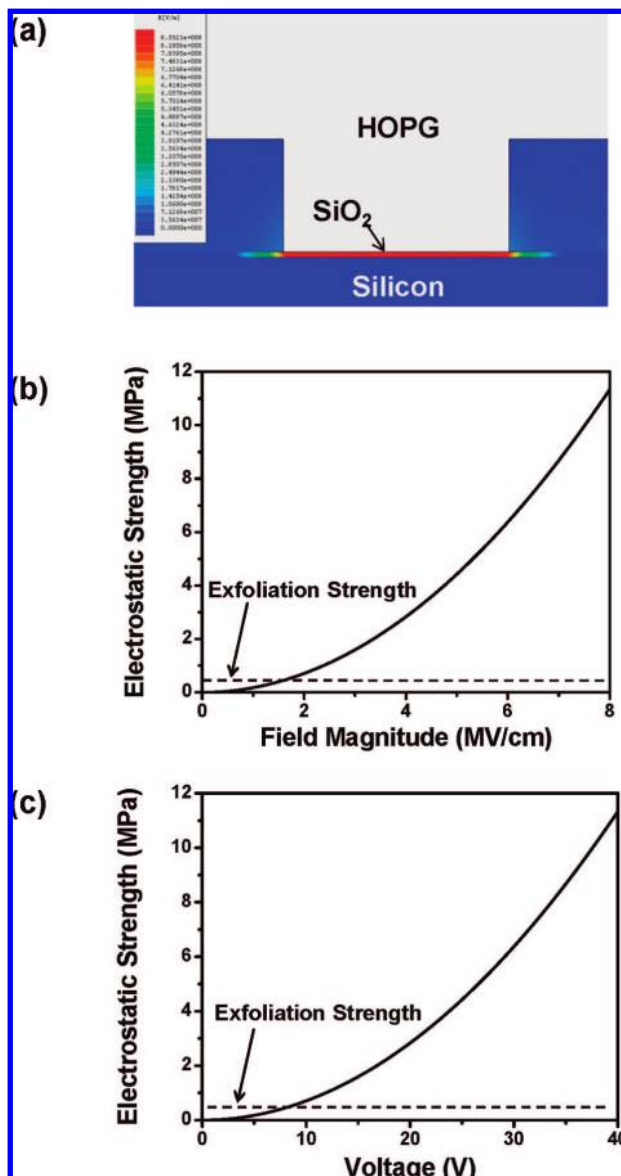 (a)
E[V/m]
HOPG
SiO₂
Silicon
(b)
12
10
8
6
4
2
0
Electrostatic Strength (MPa)
Exfoliation Strength
0 2 4 6 8
Field Magnitude (MV/cm)
(c)
12
10
8
6
4
2
0
Electrostatic Strength (MPa)
Exfoliation Strength
0 10 20 30 40
Voltage (V)